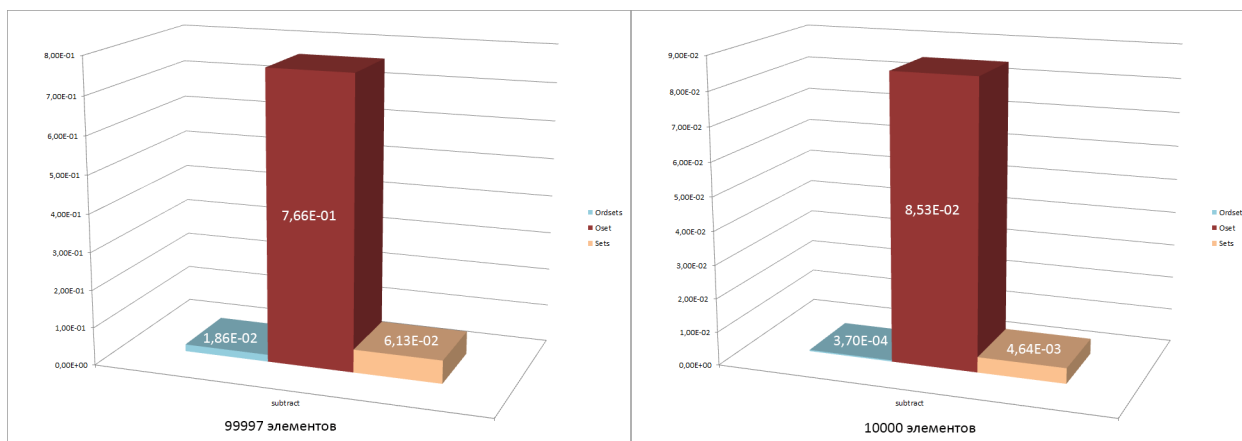 8,00E-01
7,00E-01
6,00E-01
5,00E-01
4,00E-01
3,00E-01
2,00E-01
1,00E-01
0,00E+00
1,86E-02
7,66E-01
6,13E-02
Ordsets
Oset
Sets
subtract
99997 элементов
9,00E-02
8,00E-02
7,00E-02
6,00E-02
5,00E-02
4,00E-02
3,00E-02
2,00E-02
1,00E-02
0,00E+00
3,70E-04
8,53E-02
4,64E-03
Ordsets
Oset
Sets
subtract
10000 элементов